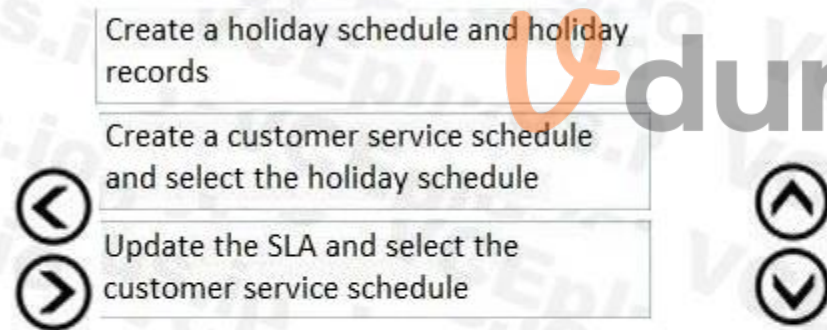 Create a holiday schedule and holiday
records
Create a customer service schedule
and select the holiday schedule
Update the SLA and select the
customer service schedule